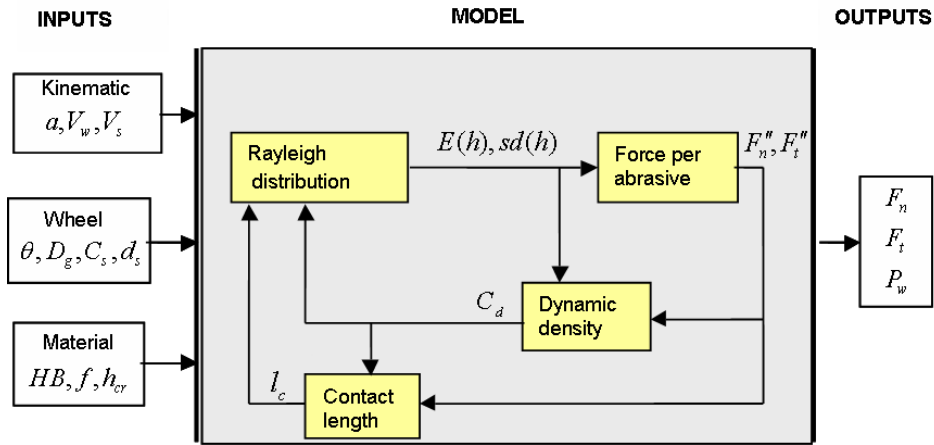 INPUTS
MODEL
OUTPUTS
Kinematic
a, V_w, V_s
Wheel
θ, D_g, C_s, d_s
Material
HB, f, h_cr
Rayleigh
distribution
E(h), sd(h)
Force per
abrasive
F_n'', F_t''
C_d
Dynamic
density
l_c
Contact
length
F_n
F_t
P_w